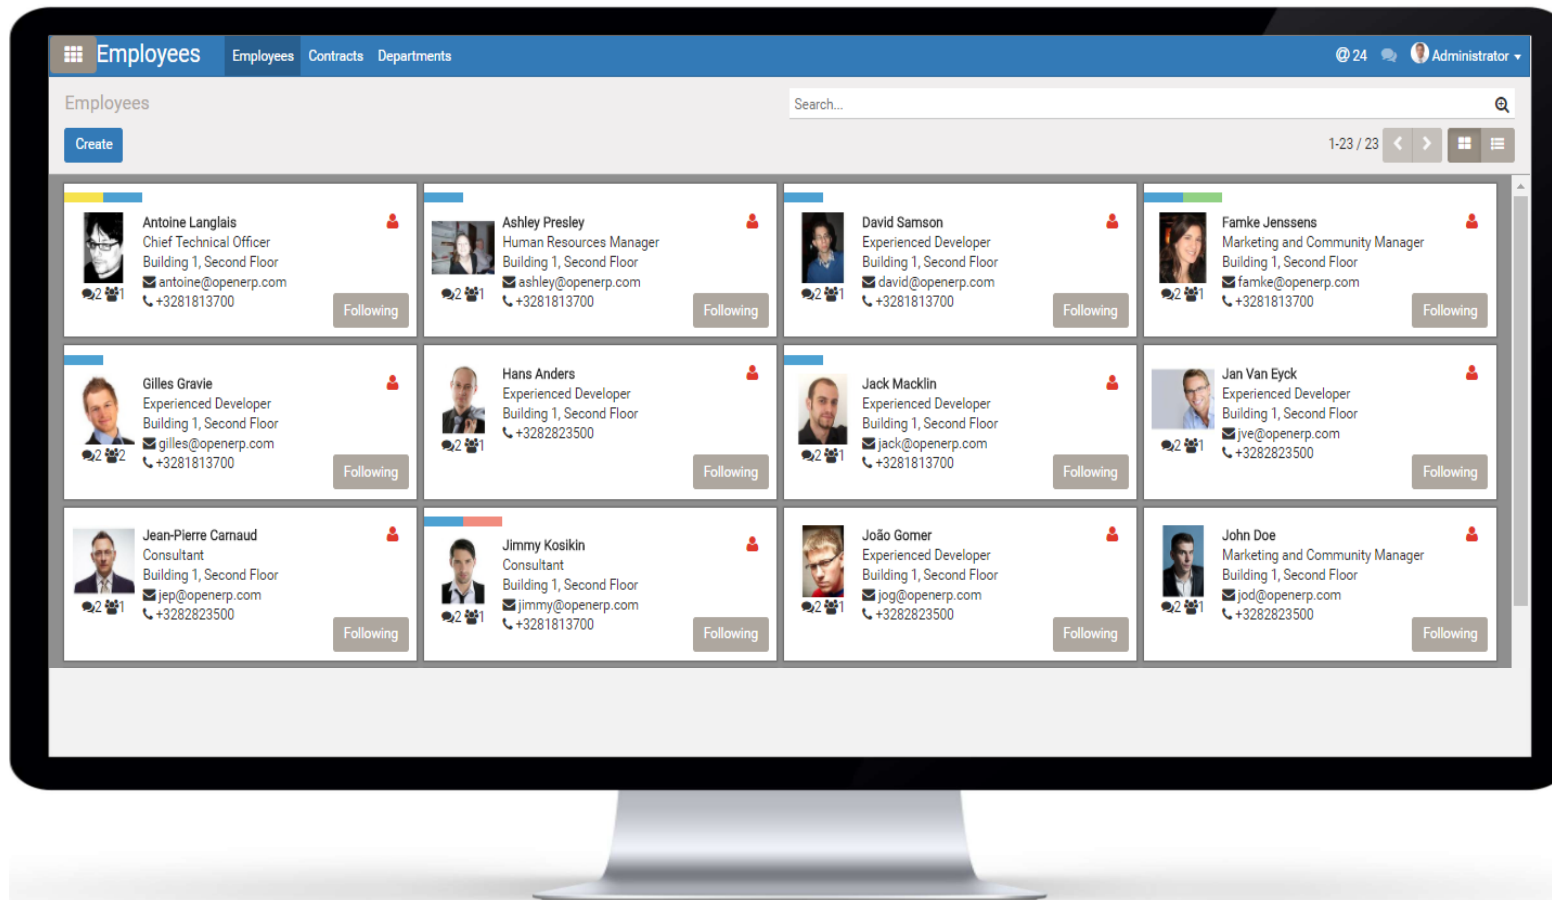 Employees Employees Contracts Departments @ 24 Administrator
Employees Search...
Create 1-23 / 23
Antoine Langlais
Chief Technical Officer
Building 1, Second Floor
antoine@openerp.com
+3281813700
2 1
Following
Ashley Presley
Human Resources Manager
Building 1, Second Floor
ashley@openerp.com
+3281813700
2 1
Following
David Samson
Experienced Developer
Building 1, Second Floor
david@openerp.com
+3281813700
2 1
Following
Famke Jenssens
Marketing and Community Manager
Building 1, Second Floor
famke@openerp.com
+3281813700
2 1
Following
Gilles Gravie
Experienced Developer
Building 1, Second Floor
gilles@openerp.com
+3281813700
2 2
Following
Hans Anders
Experienced Developer
Building 1, Second Floor
+3282823500
2 1
Following
Jack Macklin
Experienced Developer
Building 1, Second Floor
jack@openerp.com
+3281813700
2 1
Following
Jan Van Eyck
Experienced Developer
Building 1, Second Floor
jve@openerp.com
+3282823500
2 1
Following
Jean-Pierre Carnaud
Consultant
Building 1, Second Floor
jep@openerp.com
+3282823500
2 1
Following
Jimmy Kosikin
Consultant
Building 1, Second Floor
jimmy@openerp.com
+3281813700
2 1
Following
João Gomer
Experienced Developer
Building 1, Second Floor
jog@openerp.com
+3282823500
2 1
Following
John Doe
Marketing and Community Manager
Building 1, Second Floor
jod@openerp.com
+3282823500
2 1
Following